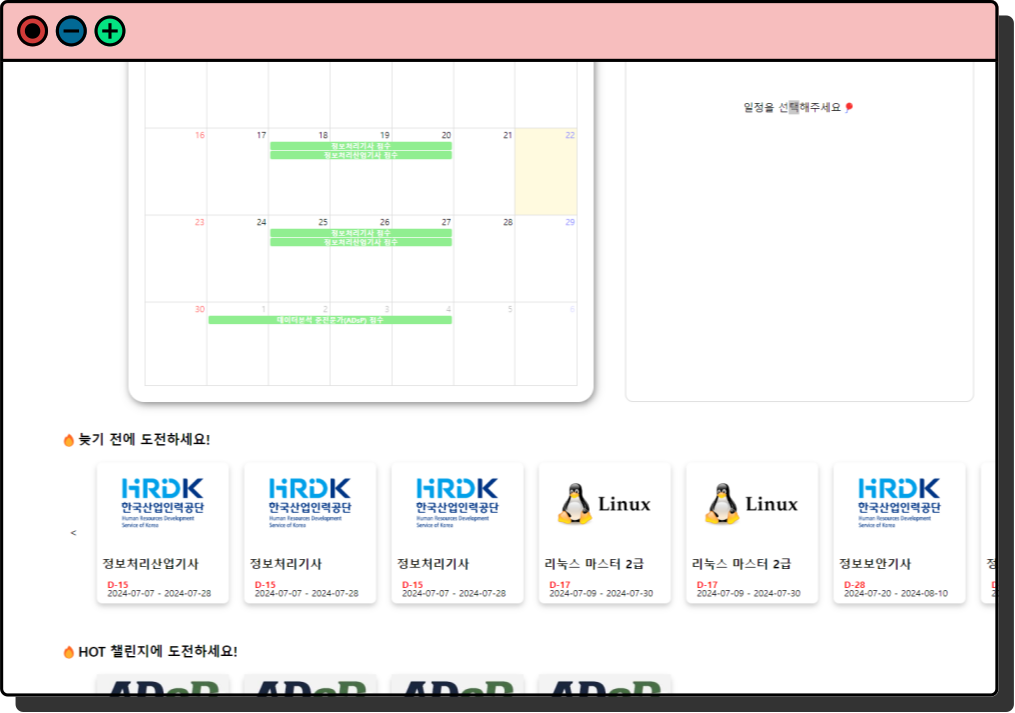 일정을 선택해주세요
16 17 18 19 20 21 22
정보처리기사 접수
정보처리산업기사 접수
23 24 25 26 27 28 29
정보처리기사 접수
정보처리산업기사 접수
30 1 2 3 4 5 6
데이터분석 준전문가(ADsP) 접수
늦기 전에 도전하세요!
<
HRDK
한국산업인력공단
Human Resources Development
Service of Korea
정보처리산업기사
D-15
2024-07-07 - 2024-07-28
HRDK
한국산업인력공단
Human Resources Development
Service of Korea
정보처리기사
D-15
2024-07-07 - 2024-07-28
HRDK
한국산업인력공단
Human Resources Development
Service of Korea
정보처리기사
D-15
2024-07-07 - 2024-07-28
Linux
리눅스 마스터 2급
D-17
2024-07-09 - 2024-07-30
Linux
리눅스 마스터 2급
D-17
2024-07-09 - 2024-07-30
HRDK
한국산업인력공단
Human Resources Development
Service of Korea
정보보안기사
D-28
2024-07-20 - 2024-08-10
정
HOT 챌린지에 도전하세요!
ADsP
ADsP
ADsP
ADsP